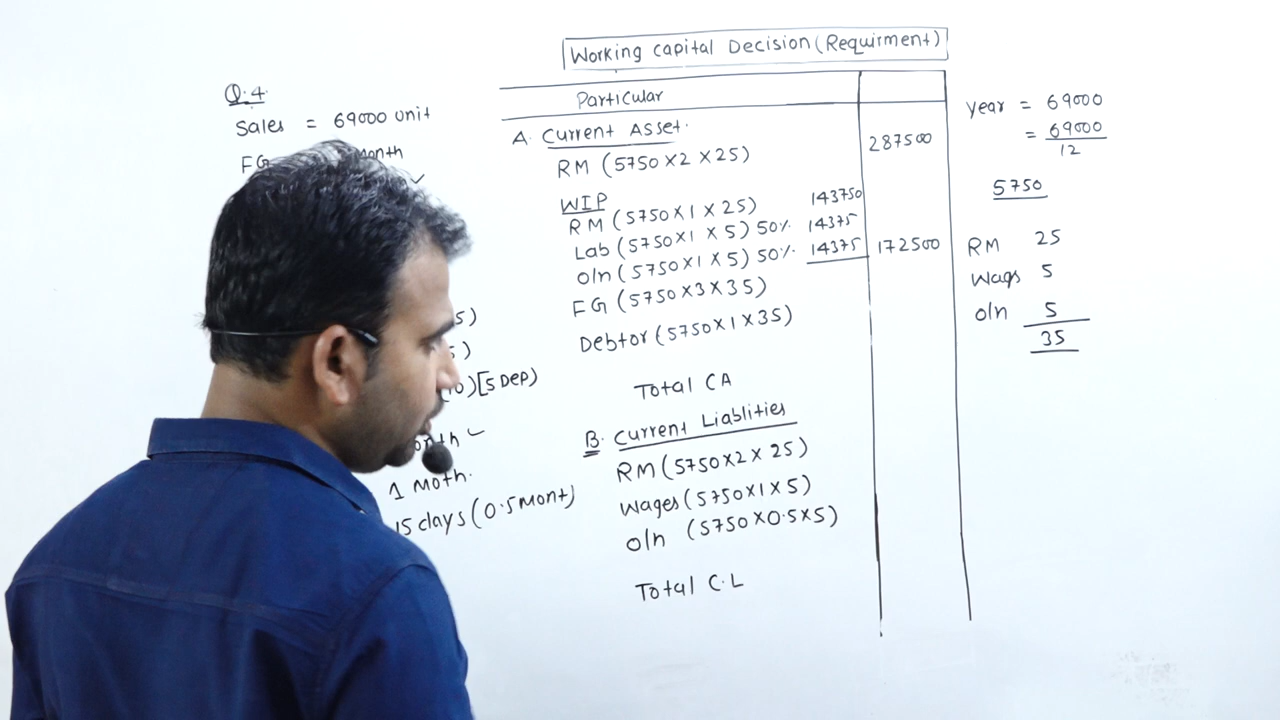 Working Capital Decision (Requirment)
Q.4
Sales = 69000 unit
FG
✓
5)
)
10) [5 Dep)
✓
1 Moth.
15 days (0.5 Mont)
Particular
A. Current Asset.
RM (5750 × 2 × 25) 287500
WIP
RM (5750 × 1 × 25) 143750
Lab (5750 × 1 × 5) 50% 14375
O/n (5750 × 1 × 5) 50% 14375 172500
FG (5750 × 3 × 35)
Debtor (5750 × 1 × 35)
Total CA
B. Current Liablities
RM (5750 × 2 × 25)
Wages (5750 × 1 × 5)
O/n (5750 × 0.5 × 5)
Total C.L
year = 69000
= 69000
12
5750
RM 25
Wags 5
O/n 5
35